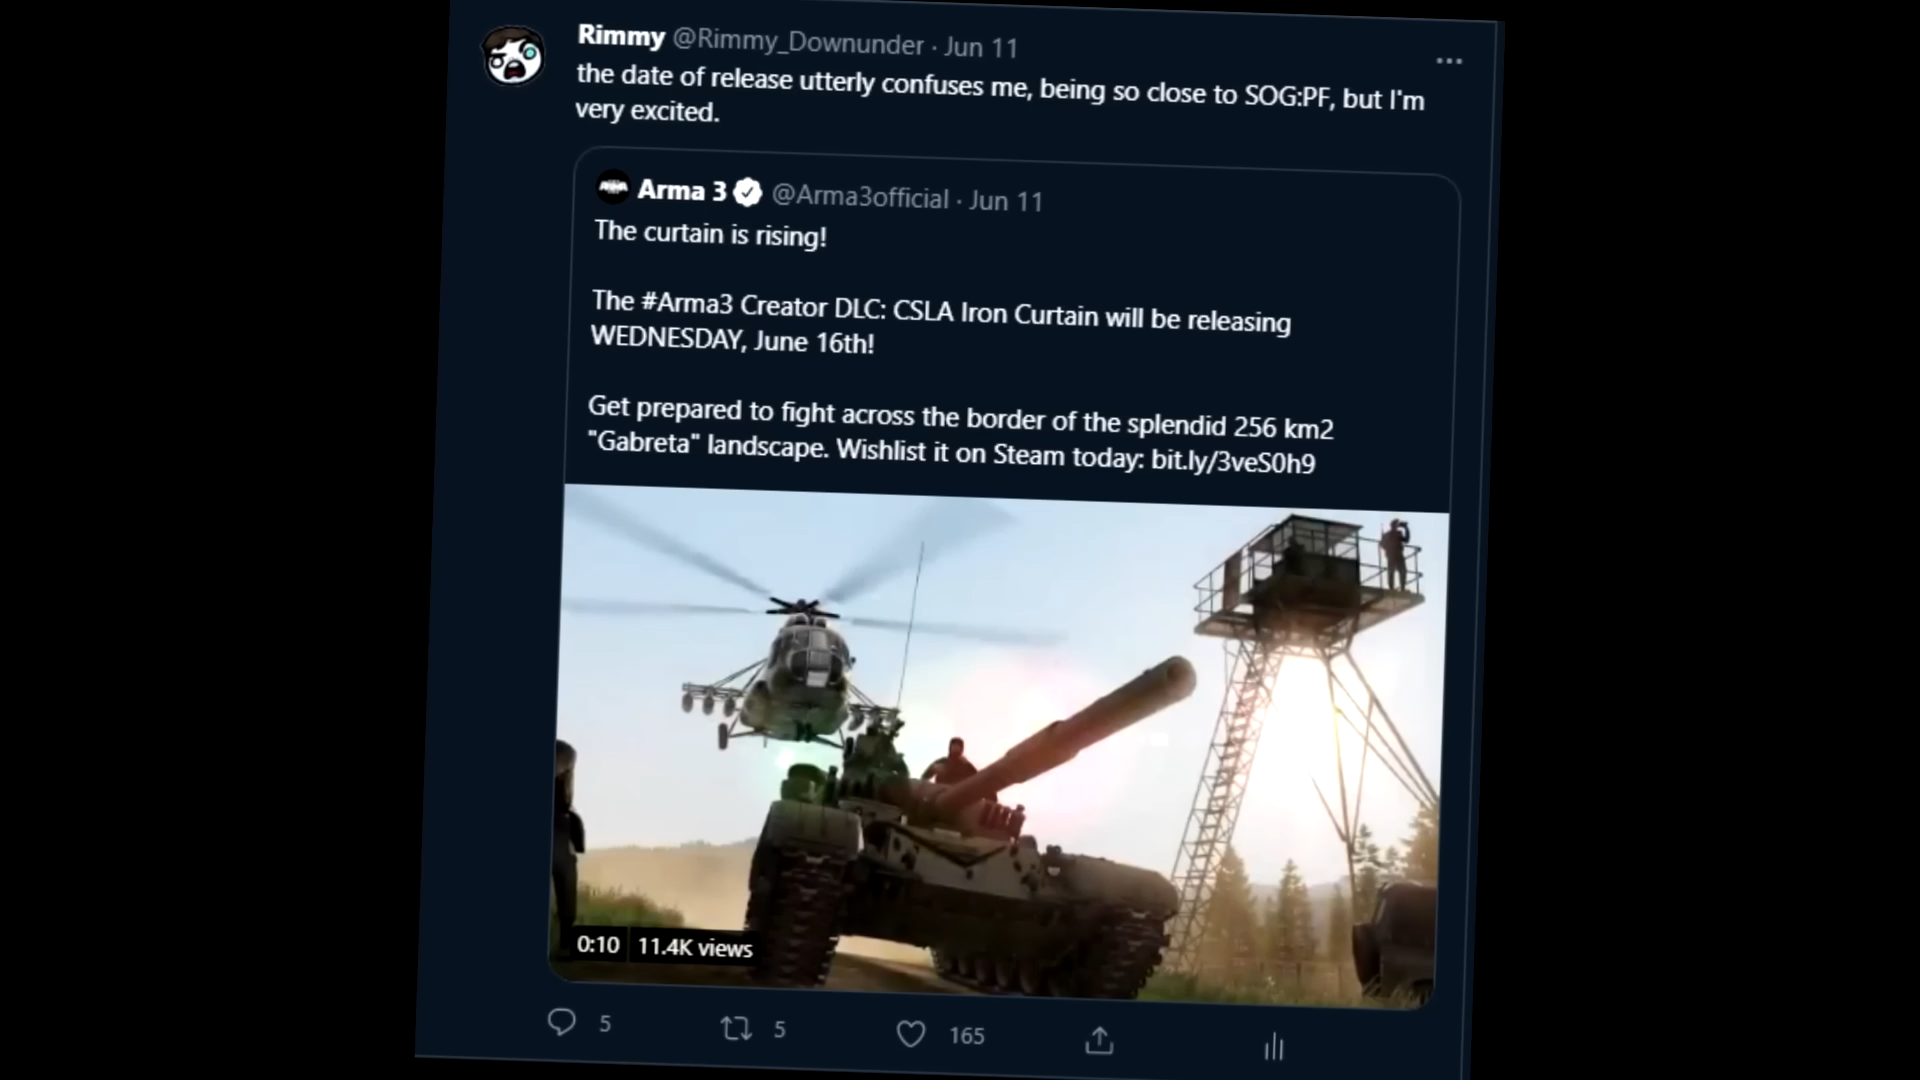 Rimmy @Rimmy_Downunder · Jun 11
the date of release utterly confuses me, being so close to SOG:PF, but I'm
very excited.
Arma 3 @Arma3official · Jun 11
The curtain is rising!
The #Arma3 Creator DLC: CSLA Iron Curtain will be releasing
WEDNESDAY, June 16th!
Get prepared to fight across the border of the splendid 256 km2
"Gabreta" landscape. Wishlist it on Steam today: bit.ly/3veS0h9
0:10 11.4K views
5 5 165